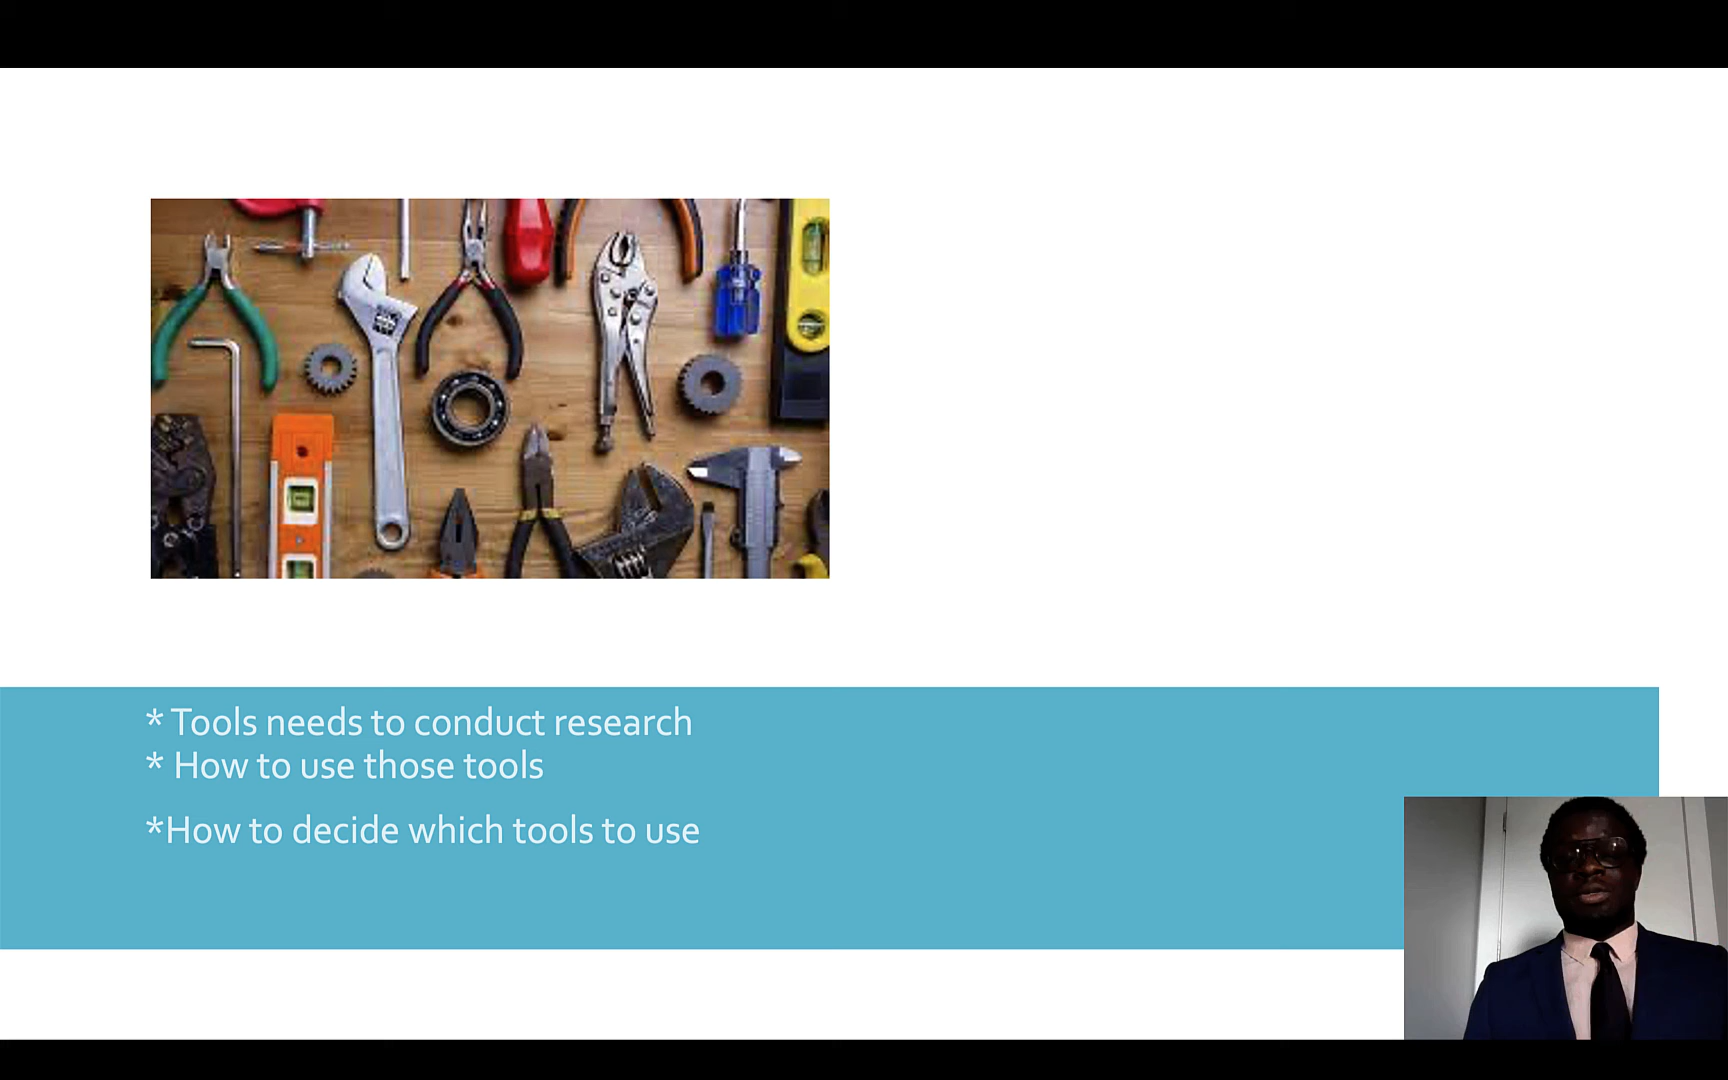 * Tools needs to conduct research
* How to use those tools
*How to decide which tools to use